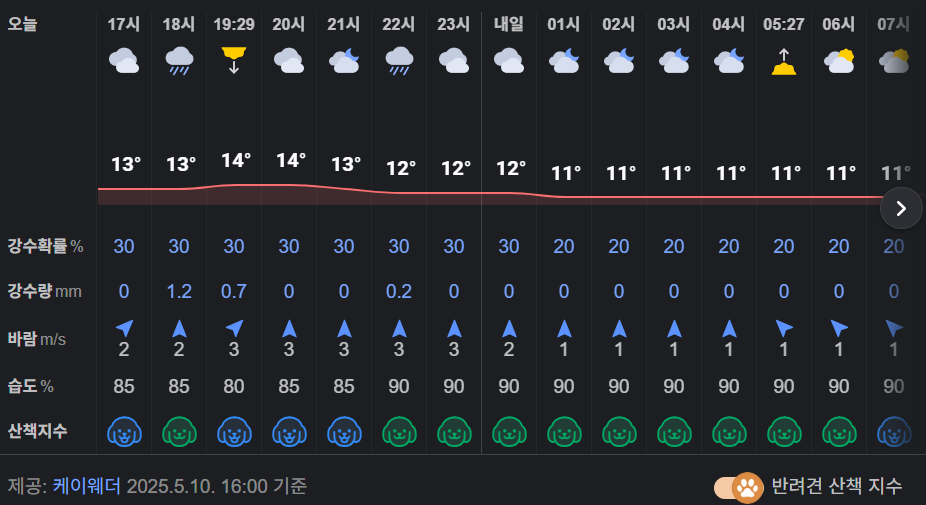 오늘 17시 18시 19:29 20시 21시 22시 23시 내일 01시 02시 03시 04시 05:27 06시 07시
13° 13° 14° 14° 13° 12° 12° 12° 11° 11° 11° 11° 11° 11° 11°
강수확률 % 30 30 30 30 30 30 30 30 20 20 20 20 20 20 20
강수량 mm 0 1.2 0.7 0 0 0.2 0 0 0 0 0 0 0 0 0
바람 m/s 2 2 3 3 3 3 3 2 1 1 1 1 1 1 1
습도 % 85 85 80 85 85 90 90 90 90 90 90 90 90 90 90
산책지수
제공: 케이웨더 2025.5.10. 16:00 기준 반려견 산책 지수